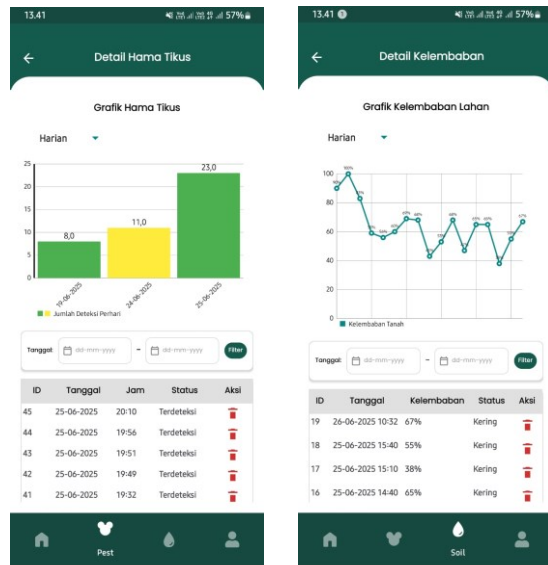 13.41 57%
Detail Hama Tikus
Grafik Hama Tikus
Harian
25
20
15
10
5
0
8,0
11,0
23,0
19-06-2025
24-06-2025
25-06-2025
Jumlah Deteksi Perhari
Tanggal: dd-mm-yyyy - dd-mm-yyyy Filter
ID Tanggal Jam Status Aksi
45 25-06-2025 20:10 Terdeteksi
44 25-06-2025 19:56 Terdeteksi
43 25-06-2025 19:51 Terdeteksi
42 25-06-2025 19:49 Terdeteksi
41 25-06-2025 19:32 Terdeteksi
Pest
13.41 57%
Detail Kelembaban
Grafik Kelembaban Lahan
Harian
100
80
60
40
20
0
100%
Kelembaban Tanah
Tanggal: dd-mm-yyyy - dd-mm-yyyy Filter
ID Tanggal Kelembaban Status Aksi
19 26-06-2025 10:32 67% Kering
18 25-06-2025 15:40 55% Kering
17 25-06-2025 15:10 38% Kering
16 25-06-2025 14:40 65% Kering
Soil